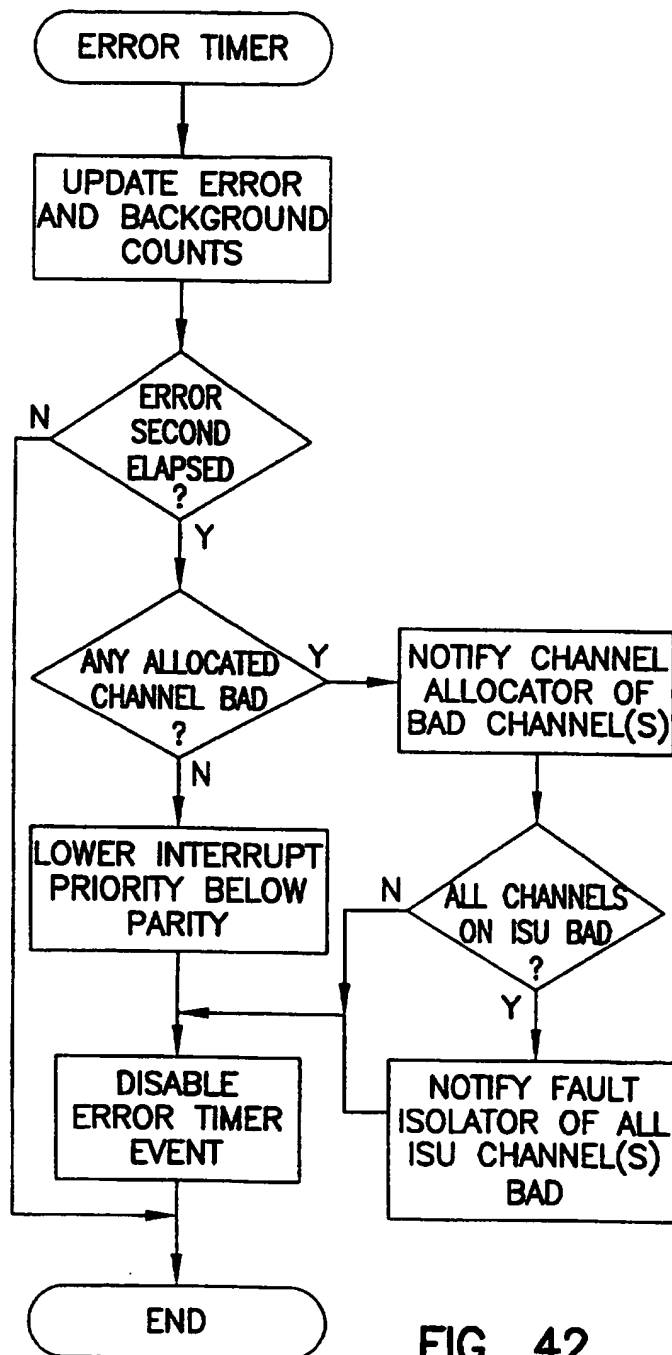 ERROR TIMER
UPDATE ERROR
AND BACKGROUND
COUNTS
ERROR
SECOND
ELAPSED
?
N
Y
ANY ALLOCATED
CHANNEL BAD
?
Y
N
NOTIFY CHANNEL
ALLOCATOR OF
BAD CHANNEL(S)
LOWER INTERRUPT
PRIORITY BELOW
PARITY
ALL CHANNELS
ON ISU BAD
?
N
Y
DISABLE
ERROR TIMER
EVENT
NOTIFY FAULT
ISOLATOR OF ALL
ISU CHANNEL(S)
BAD
END
FIG. 42